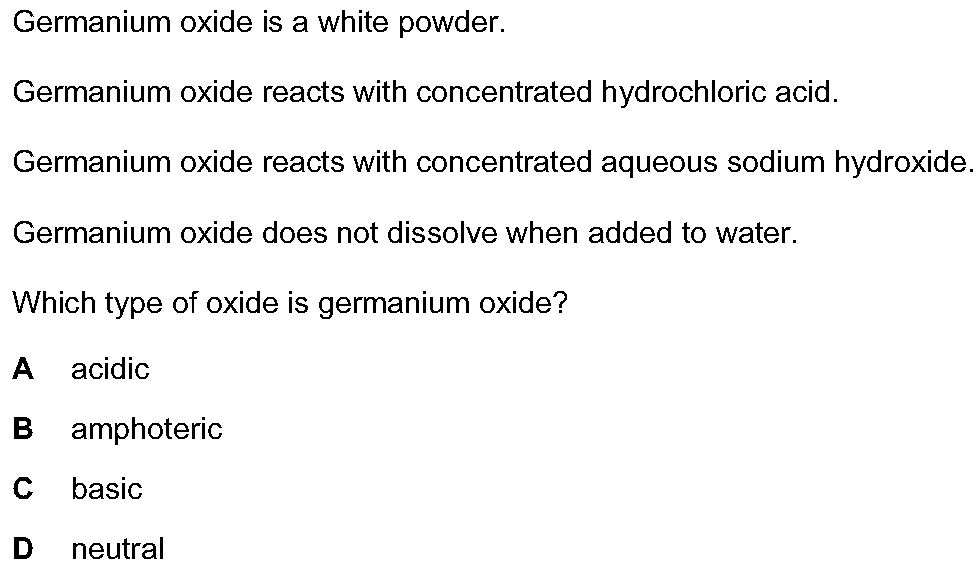 Germanium oxide is a white powder.
Germanium oxide reacts with concentrated hydrochloric acid.
Germanium oxide reacts with concentrated aqueous sodium hydroxide.
Germanium oxide does not dissolve when added to water.
Which type of oxide is germanium oxide?
A acidic
B amphoteric
C basic
D neutral